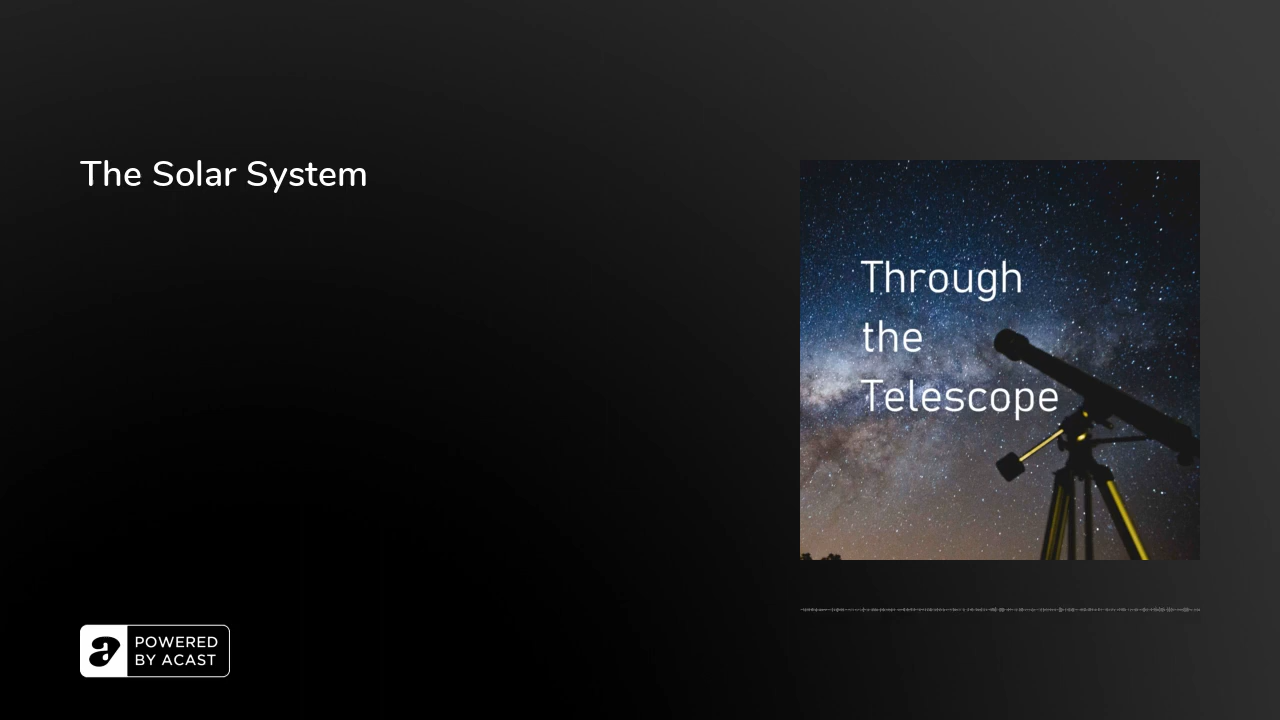 The Solar System
Through
the
Telescope
POWERED
BY ACAST